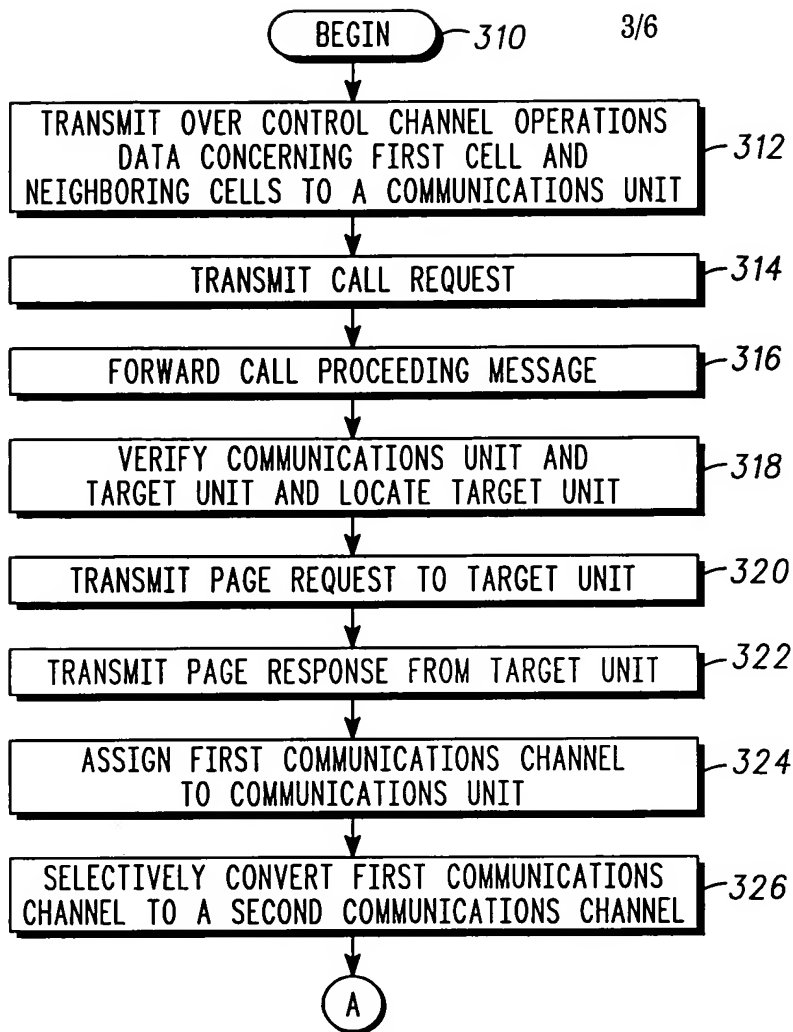 BEGIN 310 3/6
TRANSMIT OVER CONTROL CHANNEL OPERATIONS
DATA CONCERNING FIRST CELL AND
NEIGHBORING CELLS TO A COMMUNICATIONS UNIT
312
TRANSMIT CALL REQUEST
314
FORWARD CALL PROCEEDING MESSAGE
316
VERIFY COMMUNICATIONS UNIT AND
TARGET UNIT AND LOCATE TARGET UNIT
318
TRANSMIT PAGE REQUEST TO TARGET UNIT
320
TRANSMIT PAGE RESPONSE FROM TARGET UNIT
322
ASSIGN FIRST COMMUNICATIONS CHANNEL
TO COMMUNICATIONS UNIT
324
SELECTIVELY CONVERT FIRST COMMUNICATIONS
CHANNEL TO A SECOND COMMUNICATIONS CHANNEL
326
A